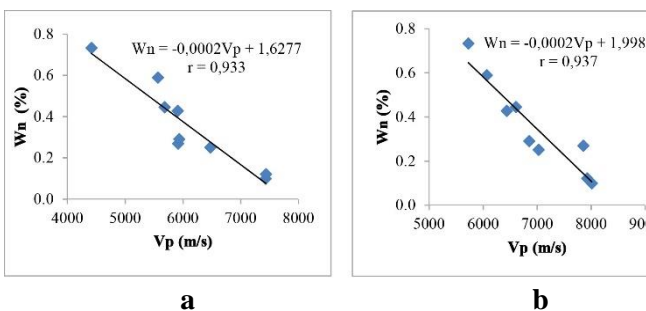 0.8
Wn = -0,0002Vp + 1,6277
r = 0,933
0.6
0.4
0.2
0.0
Wn (%)
4000 5000 6000 7000 8000
Vp (m/s)
a
0.8
Wn = -0,0002Vp + 1,998
r = 0,937
0.6
0.4
0.2
0.0
Wn (%)
5000 6000 7000 8000
Vp (m/s)
b